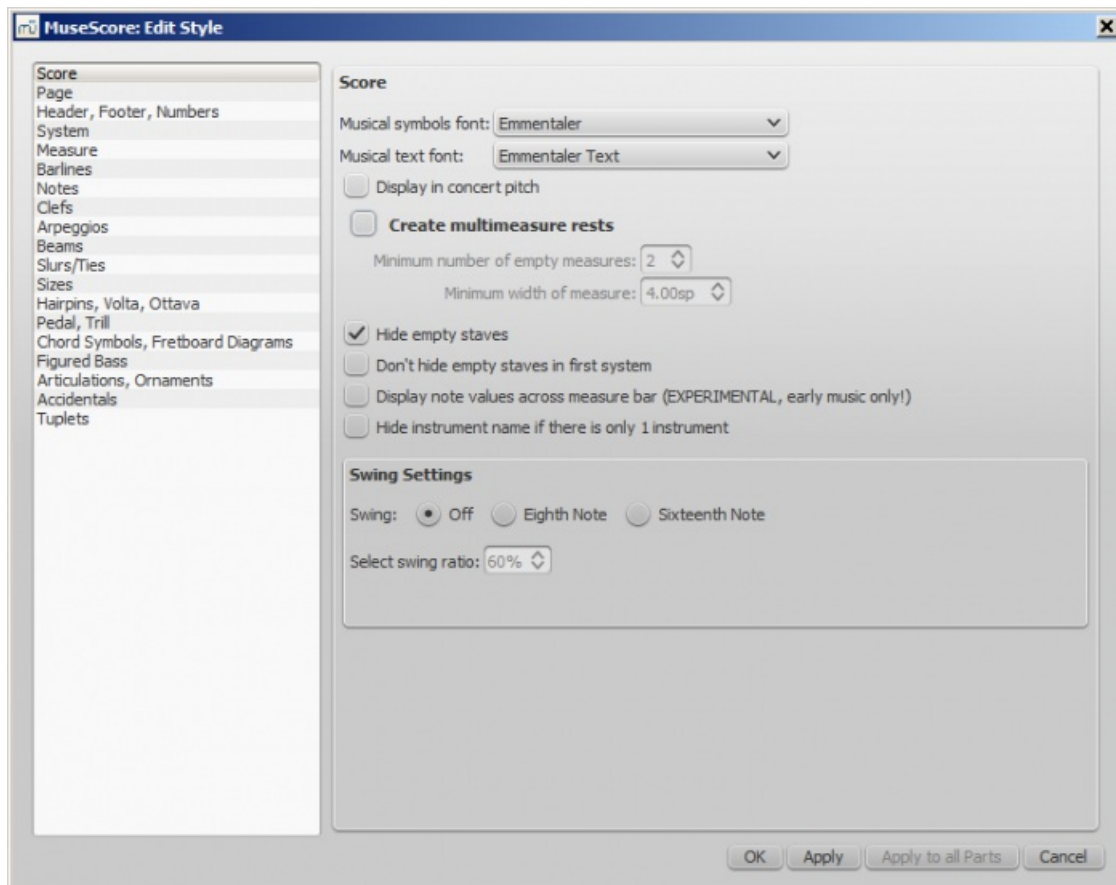 MuseScore: Edit Style
Score
Page
Header, Footer, Numbers
System
Measure
Barlines
Notes
Clefs
Arpeggios
Beams
Slurs/Ties
Sizes
Hairpins, Volta, Ottava
Pedal, Trill
Chord Symbols, Fretboard Diagrams
Figured Bass
Articulations, Ornaments
Accidentals
Tuplets
Score
Musical symbols font: Emmentaler
Musical text font: Emmentaler Text
Display in concert pitch
Create multimeasure rests
Minimum number of empty measures: 2
Minimum width of measure: 4.00sp
Hide empty staves
Don't hide empty staves in first system
Display note values across measure bar (EXPERIMENTAL, early music only!)
Hide instrument name if there is only 1 instrument
Swing Settings
Swing: Off Eighth Note Sixteenth Note
Select swing ratio: 60%
OK Apply Apply to all Parts Cancel